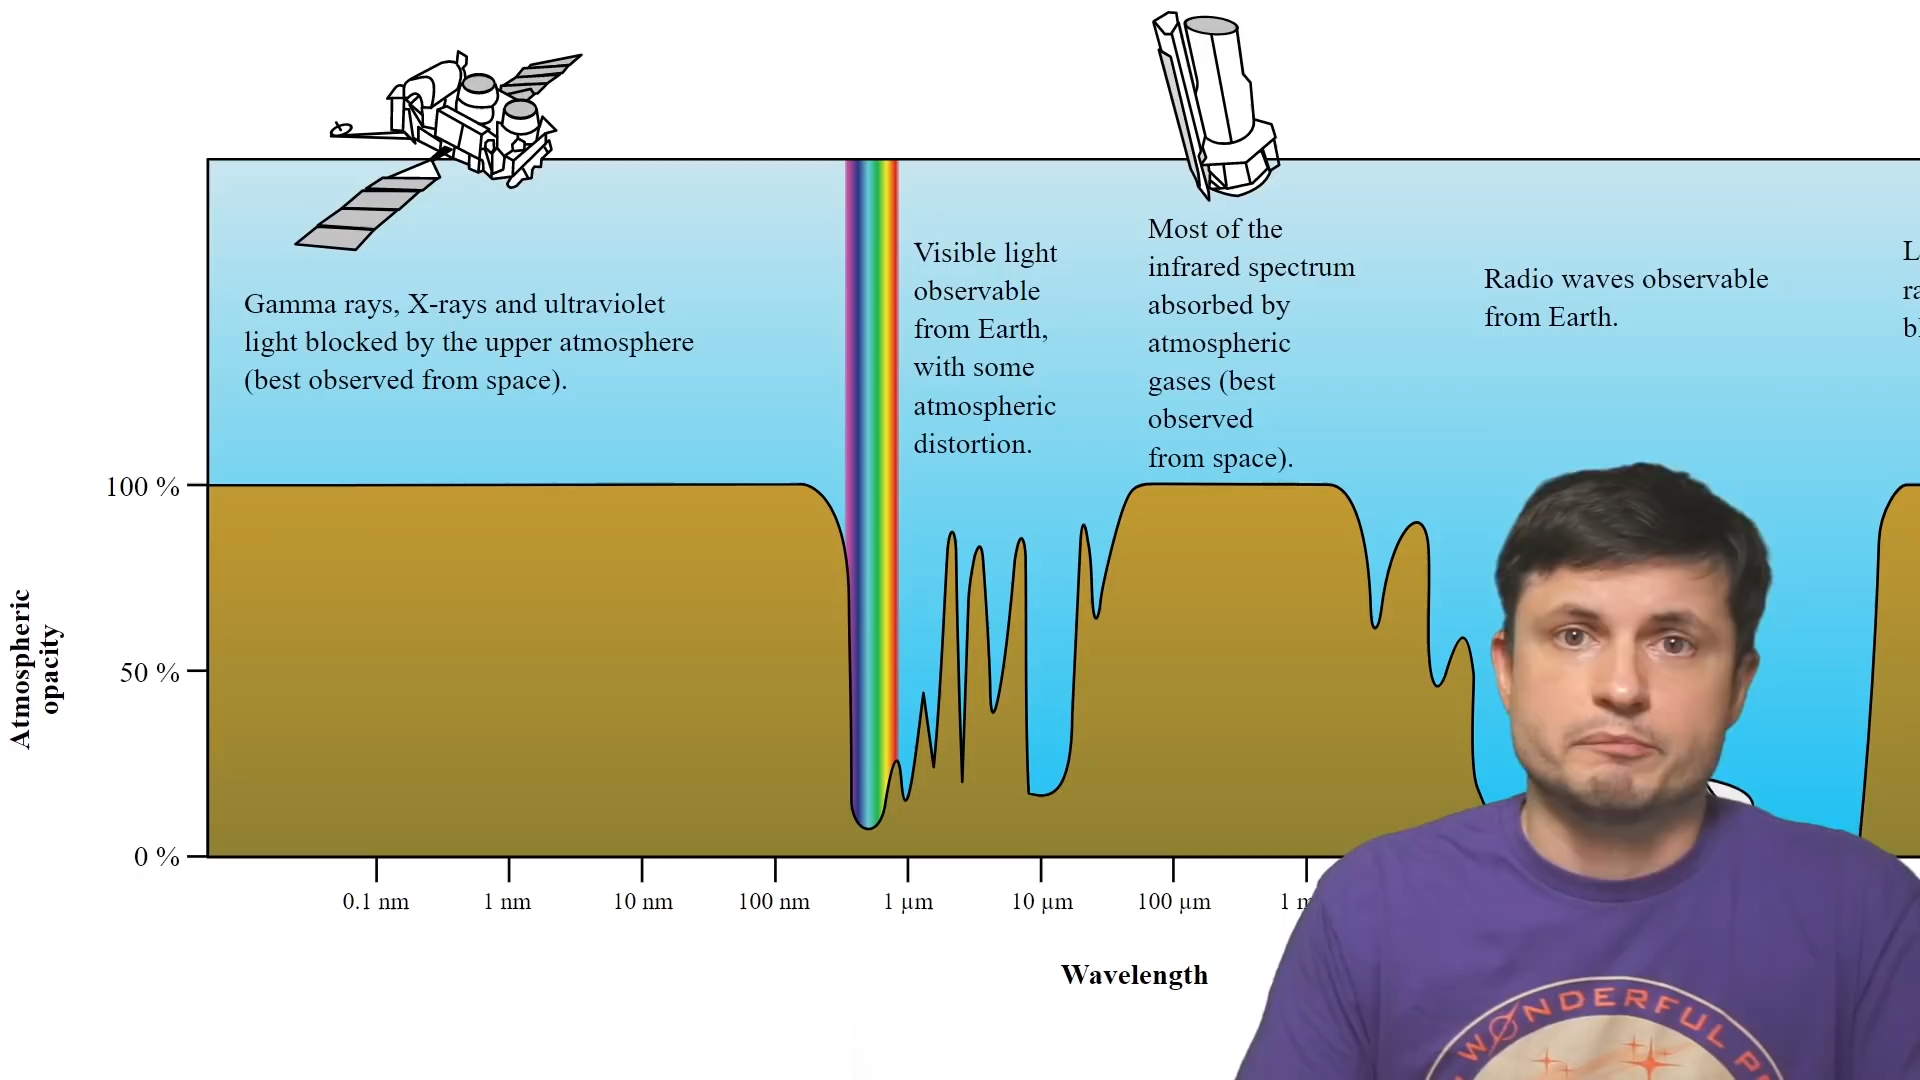 Gamma rays, X-rays and ultraviolet
light blocked by the upper atmosphere
(best observed from space).
Visible light
observable
from Earth,
with some
atmospheric
distortion.
Most of the
infrared spectrum
absorbed by
atmospheric
gases (best
observed
from space).
Radio waves observable
from Earth.
100 %
50 %
0 %
Atmospheric
opacity
0.1 nm
1 nm
10 nm
100 nm
1 µm
10 µm
100 µm
1
Wavelength
WONDERFUL